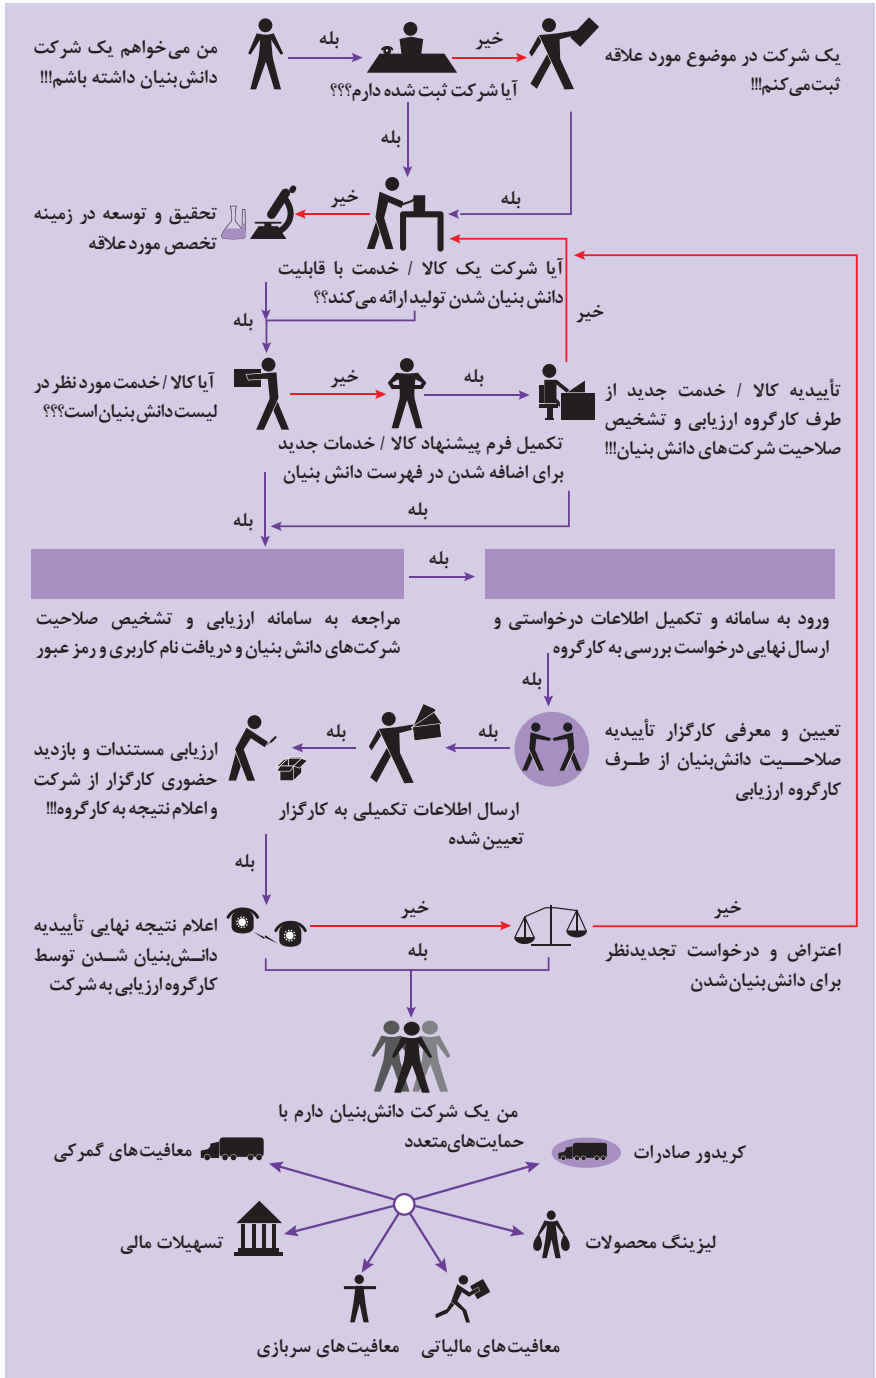 من می‌خواهم یک شرکت
دانش‌بنیان داشته باشم!!!
بله
آیا شرکت ثبت شده دارم؟؟؟
خیر
یک شرکت در موضوع مورد علاقه
ثبت‌می‌کنم!!!
بله
بله
خیر
تحقیق و توسعه در زمینه
تخصص مورد علاقه
آیا شرکت یک کالا / خدمت با قابلیت
دانش بنیان شدن تولید ارائه می‌کند؟؟
خیر
بله
آیا کالا / خدمت مورد نظر در
لیست دانش بنیان است؟؟؟
خیر
تکمیل فرم پیشنهاد کالا / خدمات جدید
برای اضافه شدن در فهرست دانش بنیان
بله
تأییدیه کالا / خدمت جدید از
طرف کارگروه ارزیابی و تشخیص
صلاحیت شرکت‌های دانش بنیان!!!
بله
بله
بله
مراجعه به سامانه ارزیابی و تشخیص صلاحیت
شرکت‌های دانش بنیان و دریافت نام کاربری و رمز عبور
ورود به سامانه و تکمیل اطلاعات درخواستی و
ارسال نهایی درخواست بررسی به کارگروه
بله
تعیین و معرفی کارگزار تأییدیه
صلاحــــیت دانش‌بنیان از طــرف
کارگروه ارزیابی
بله
ارسال اطلاعات تکمیلی به کارگزار
تعیین شده
بله
ارزیابی مستندات و بازدید
حضوری کارگزار از شرکت
و اعلام نتیجه به کارگروه!!!
بله
اعلام نتیجه نهایی تأییدیه
دانــش‌بنیان شــدن توسط
کارگروه ارزیابی به شرکت
خیر
بله
اعتراض و درخواست تجدیدنظر
برای دانش‌بنیان‌شدن
خیر
من یک شرکت دانش‌بنیان دارم با
حمایت‌های‌متعدد
کریدور صادرات
معافیت‌های گمرکی
لیزینگ محصولات
تسهیلات مالی
معافیت‌های مالیاتی
معافیت‌های سربازی